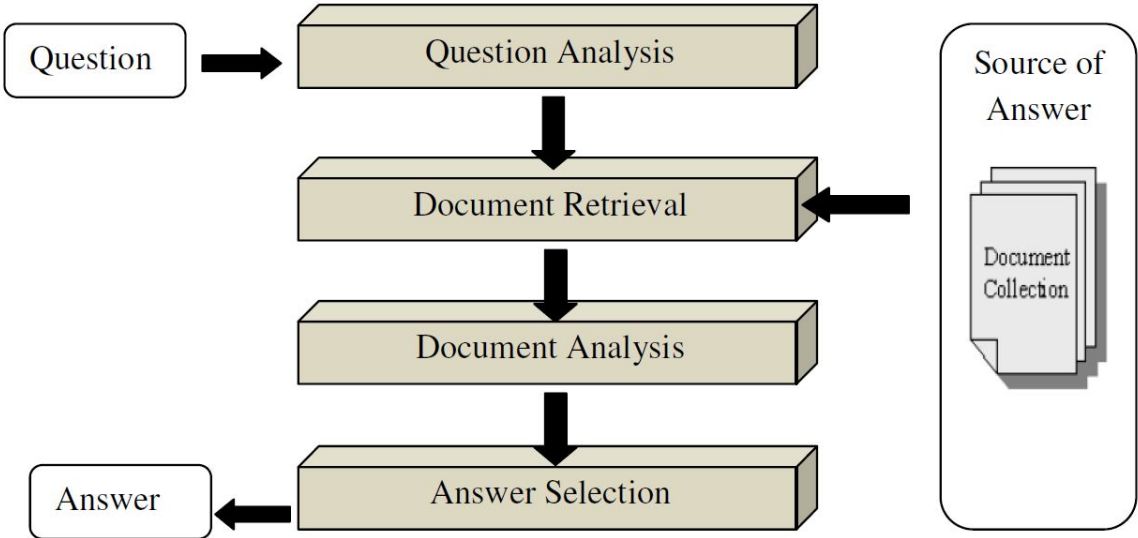 Question
Question Analysis
Source of
Answer
Document Retrieval
Document
Collection
Document Analysis
Answer Selection
Answer